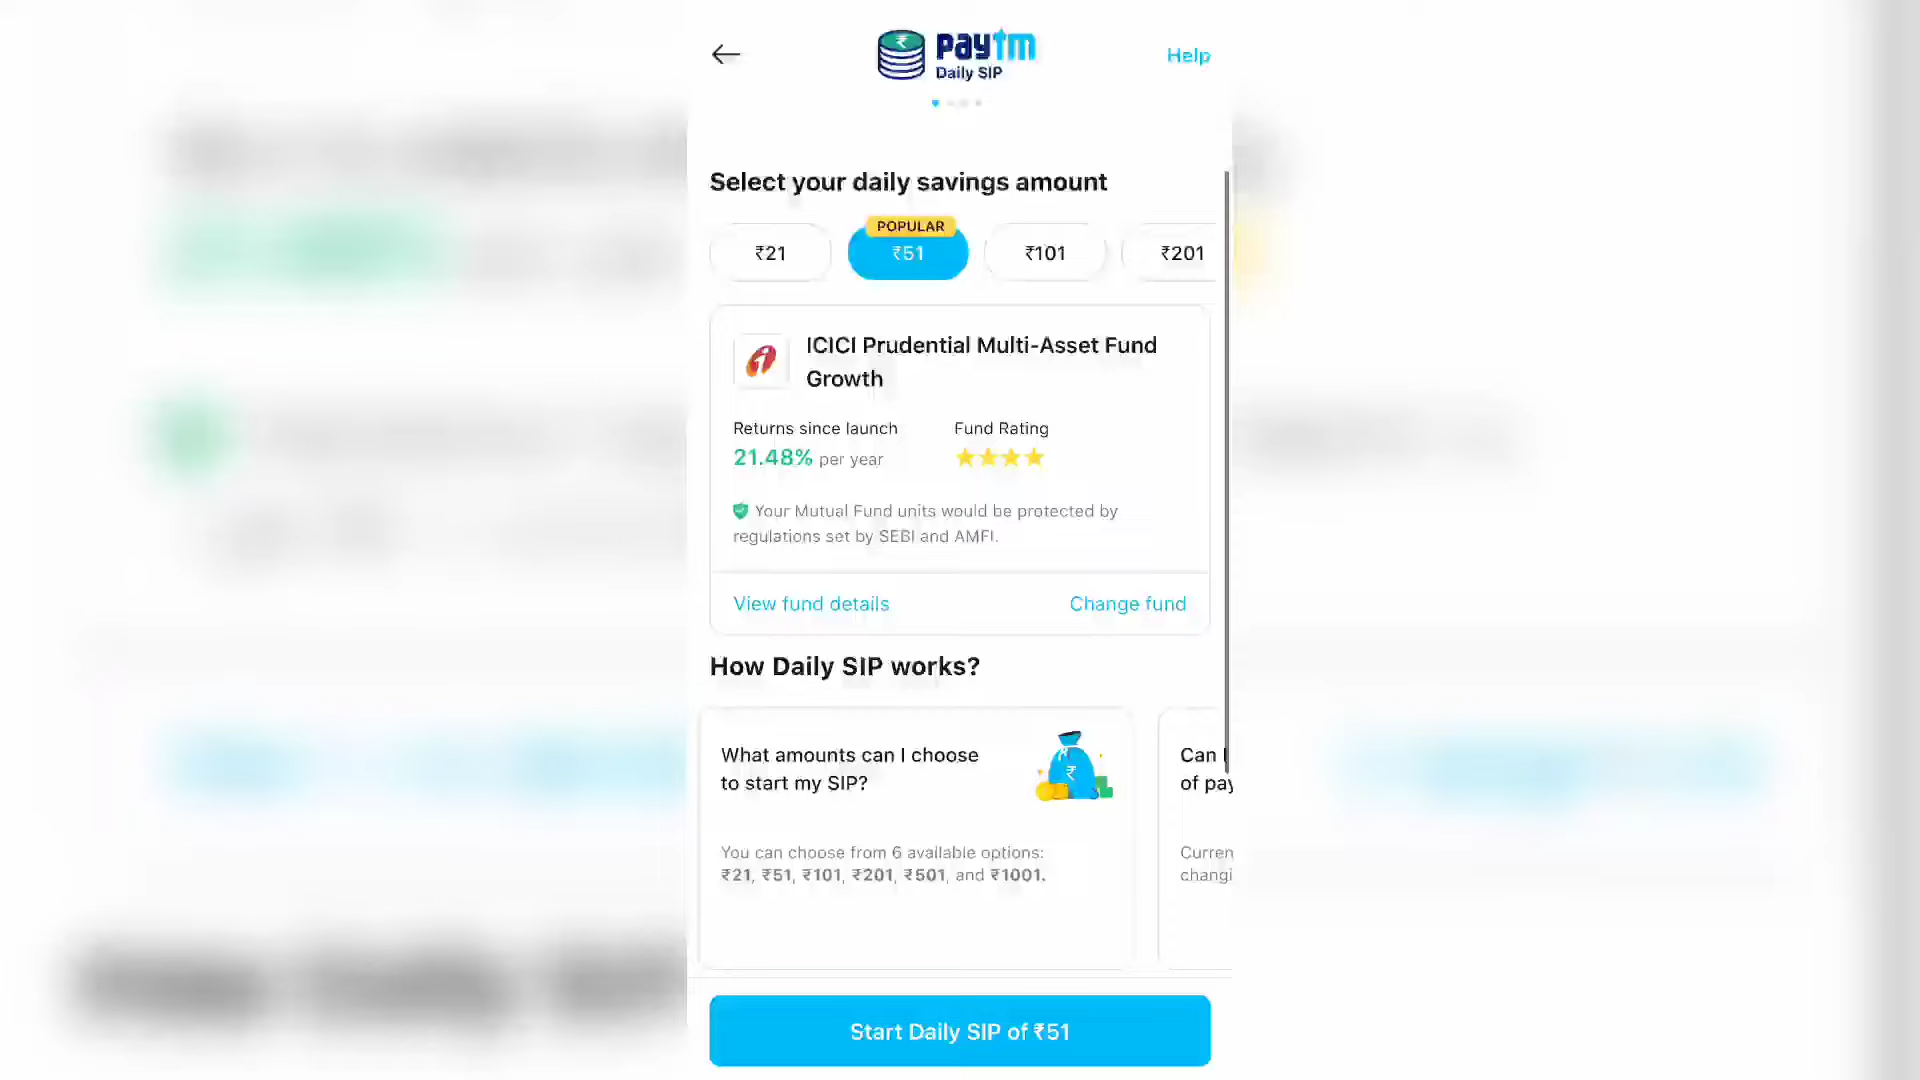 paytm
Daily SIP
Help
Select your daily savings amount
POPULAR
₹21
₹51
₹101
₹201
ICICI Prudential Multi-Asset Fund
Growth
Returns since launch
Fund Rating
21.48% per year
Your Mutual Fund units would be protected by
regulations set by SEBI and AMFI.
View fund details
Change fund
How Daily SIP works?
What amounts can I choose
to start my SIP?
You can choose from 6 available options:
₹21, ₹51, ₹101, ₹201, ₹501, and ₹1001.
Can I
of pay
Curren
changi
Start Daily SIP of ₹51